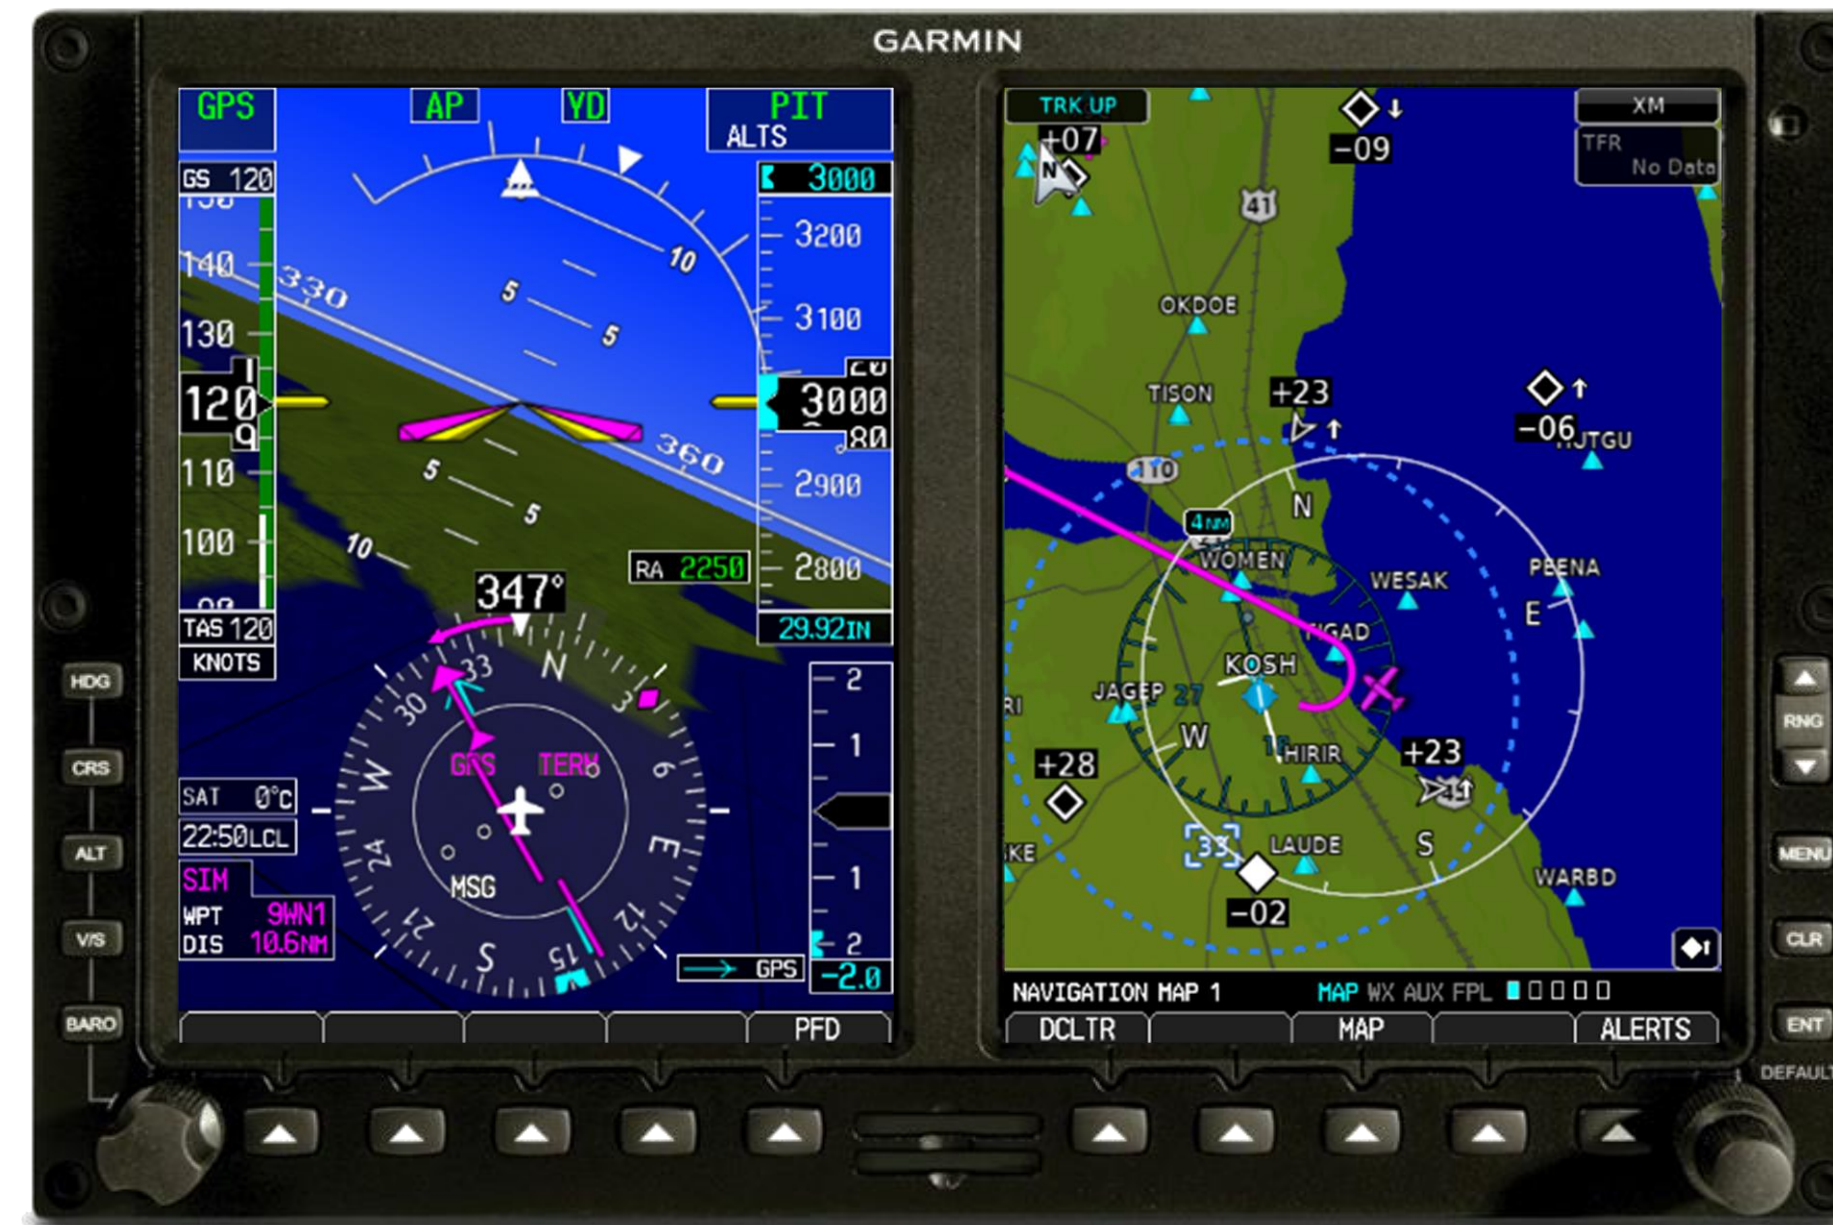 GARMIN
GPS
AP
YD
PIT
ALTS
GS 120
3000
140
130
120
110
100
TAS 120
KNOTS
330
360
10
5
5
5
5
10
3200
3100
3000
20
80
2900
2800
RA 2250
29.92IN
347°
33
N
3
6
E
12
15
S
21
24
W
30
GPS
TERM
MSG
SAT 0°C
22:50LCL
SIM
WPT 9WN1
DIS 10.6NM
GPS
2
1
1
2
-2.0
PFD
TRK UP
XM
TFR
No Data
+07
N
-09
41
OKDOE
TISON
+23
-06
110
N
4NM
WOMEN
WESAK
PEENA
E
KOSH
JAGEP
27
W
HIRIR
+28
+23
33
LAUDE
S
WARBD
-02
NAVIGATION MAP 1
MAP WX AUX FPL
DCLTR
MAP
ALERTS
HDG
CRS
ALT
V/S
BARO
RNG
MENU
CLR
ENT
DEFAULT